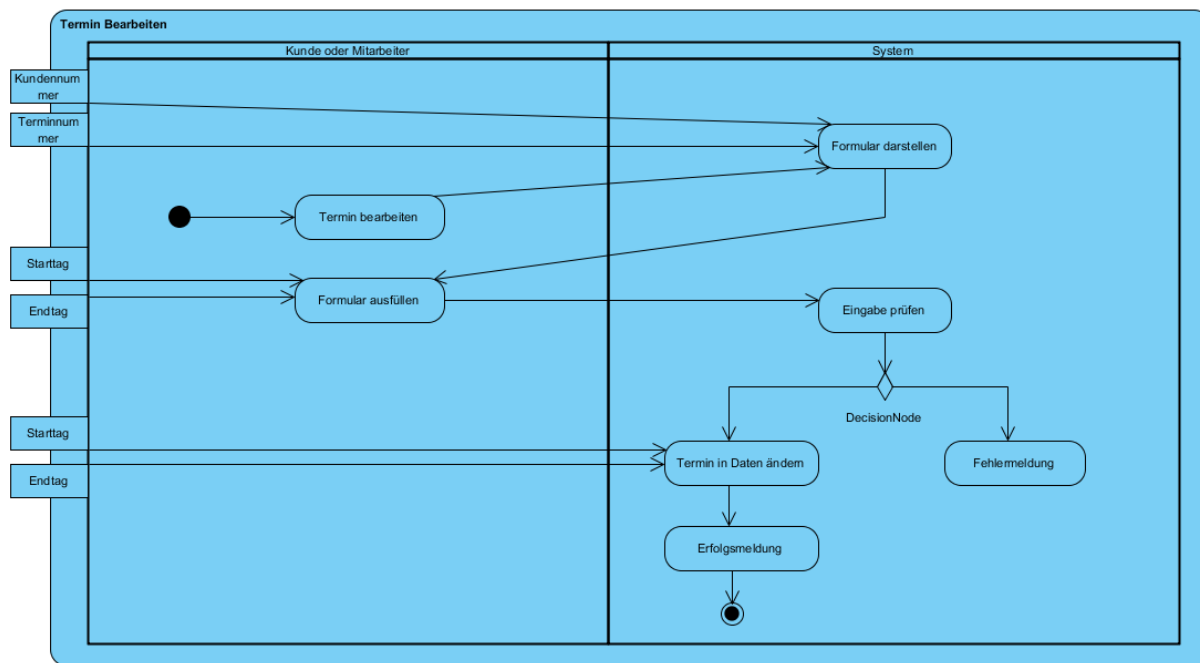 Termin Bearbeiten
Kunde oder Mitarbeiter
System
Kundennum
mer
Terminnum
mer
Formular darstellen
Termin bearbeiten
Starttag
Formular ausfüllen
Endtag
Eingabe prüfen
DecisionNode
Starttag
Termin in Daten ändern
Fehlermeldung
Endtag
Erfolgsmeldung